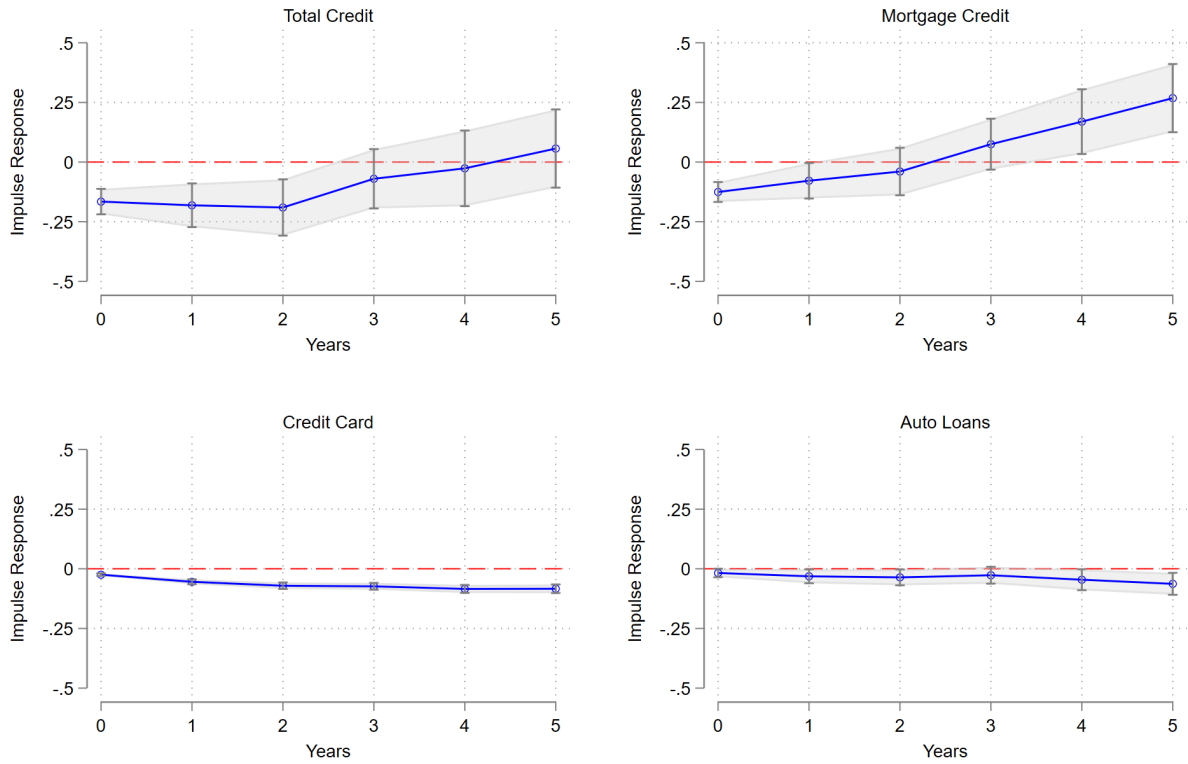 Total Credit
Impulse Response
.5
.25
0
-.25
-.5
0 1 2 3 4 5
Years
Mortgage Credit
Impulse Response
.5
.25
0
-.25
-.5
0 1 2 3 4 5
Years
Credit Card
Impulse Response
.5
.25
0
-.25
-.5
0 1 2 3 4 5
Years
Auto Loans
Impulse Response
.5
.25
0
-.25
-.5
0 1 2 3 4 5
Years